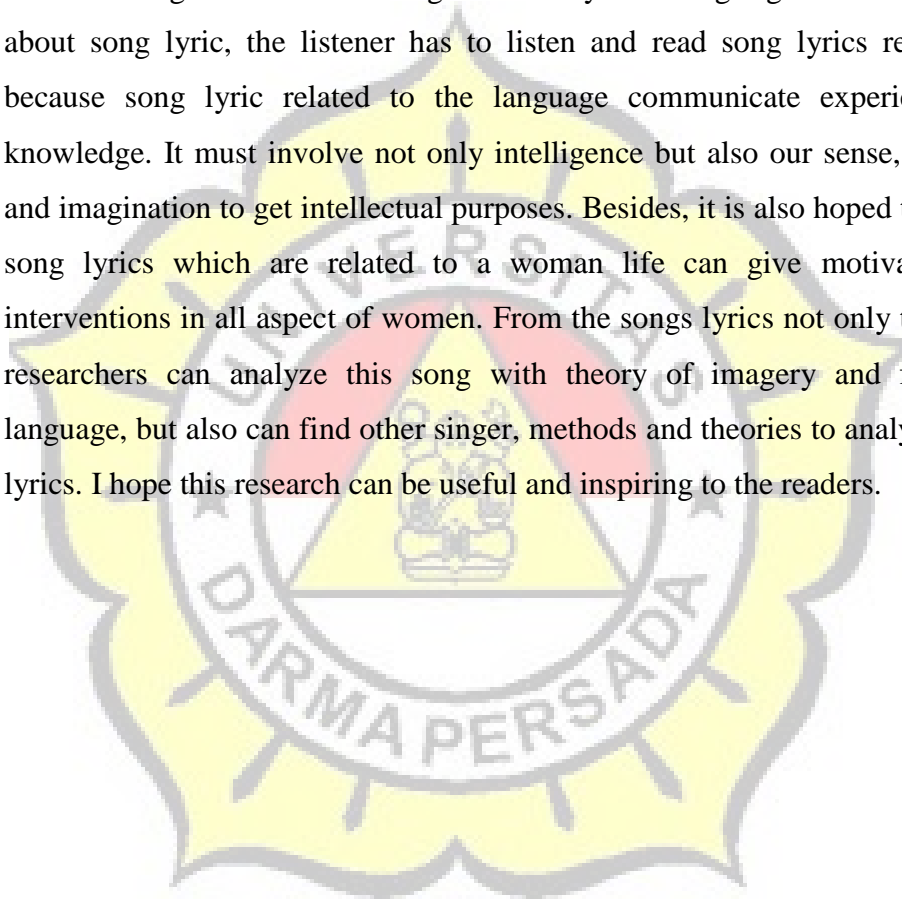 about song lyric, the listener has to listen and read song lyrics
because song lyric related to the language communicate
knowledge. It must involve not only intelligence but also our sense,
and imagination to get intellectual purposes. Besides, it is also hoped
song lyrics which are related to a woman life can give
interventions in all aspect of women. From the songs lyrics not only
researchers can analyze this song with theory of imagery and
language, but also can find other singer, methods and theories to
lyrics. I hope this research can be useful and inspiring to the readers.
UNIVERSITAS
DARMA PERSADA